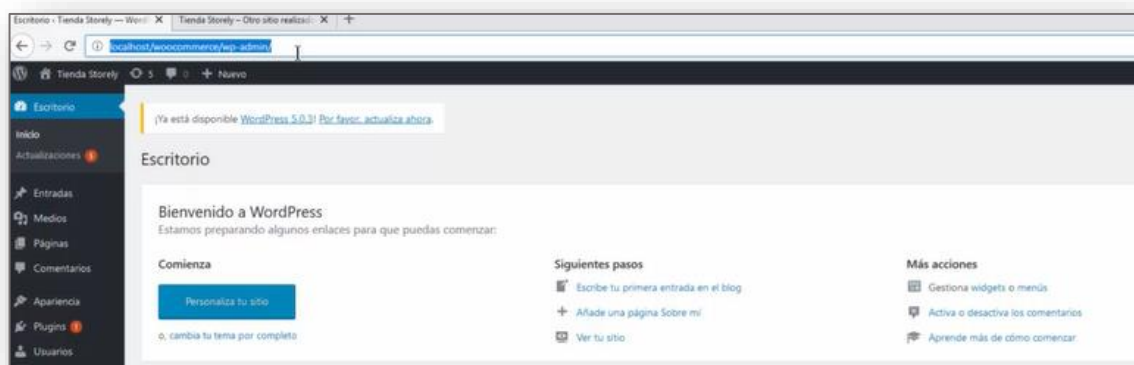 Escritorio ‹ Tienda Storely — Word
Tienda Storely – Otro sitio realizad
localhost/woocommerce/wp-admin/
Tienda Storely 5 0 Nuevo
Escritorio
Inicio
Actualizaciones 5
Entradas
Medios
Páginas
Comentarios
Apariencia
Plugins 1
Usuarios
¡Ya está disponible WordPress 5.0.3! Por favor, actualiza ahora.
Escritorio
Bienvenido a WordPress
Estamos preparando algunos enlaces para que puedas comenzar:
Comienza
Personaliza tu sitio
o, cambia tu tema por completo
Siguientes pasos
Escribe tu primera entrada en el blog
Añade una página Sobre mí
Ver tu sitio
Más acciones
Gestiona widgets o menús
Activa o desactiva los comentarios
Aprende más de cómo comenzar